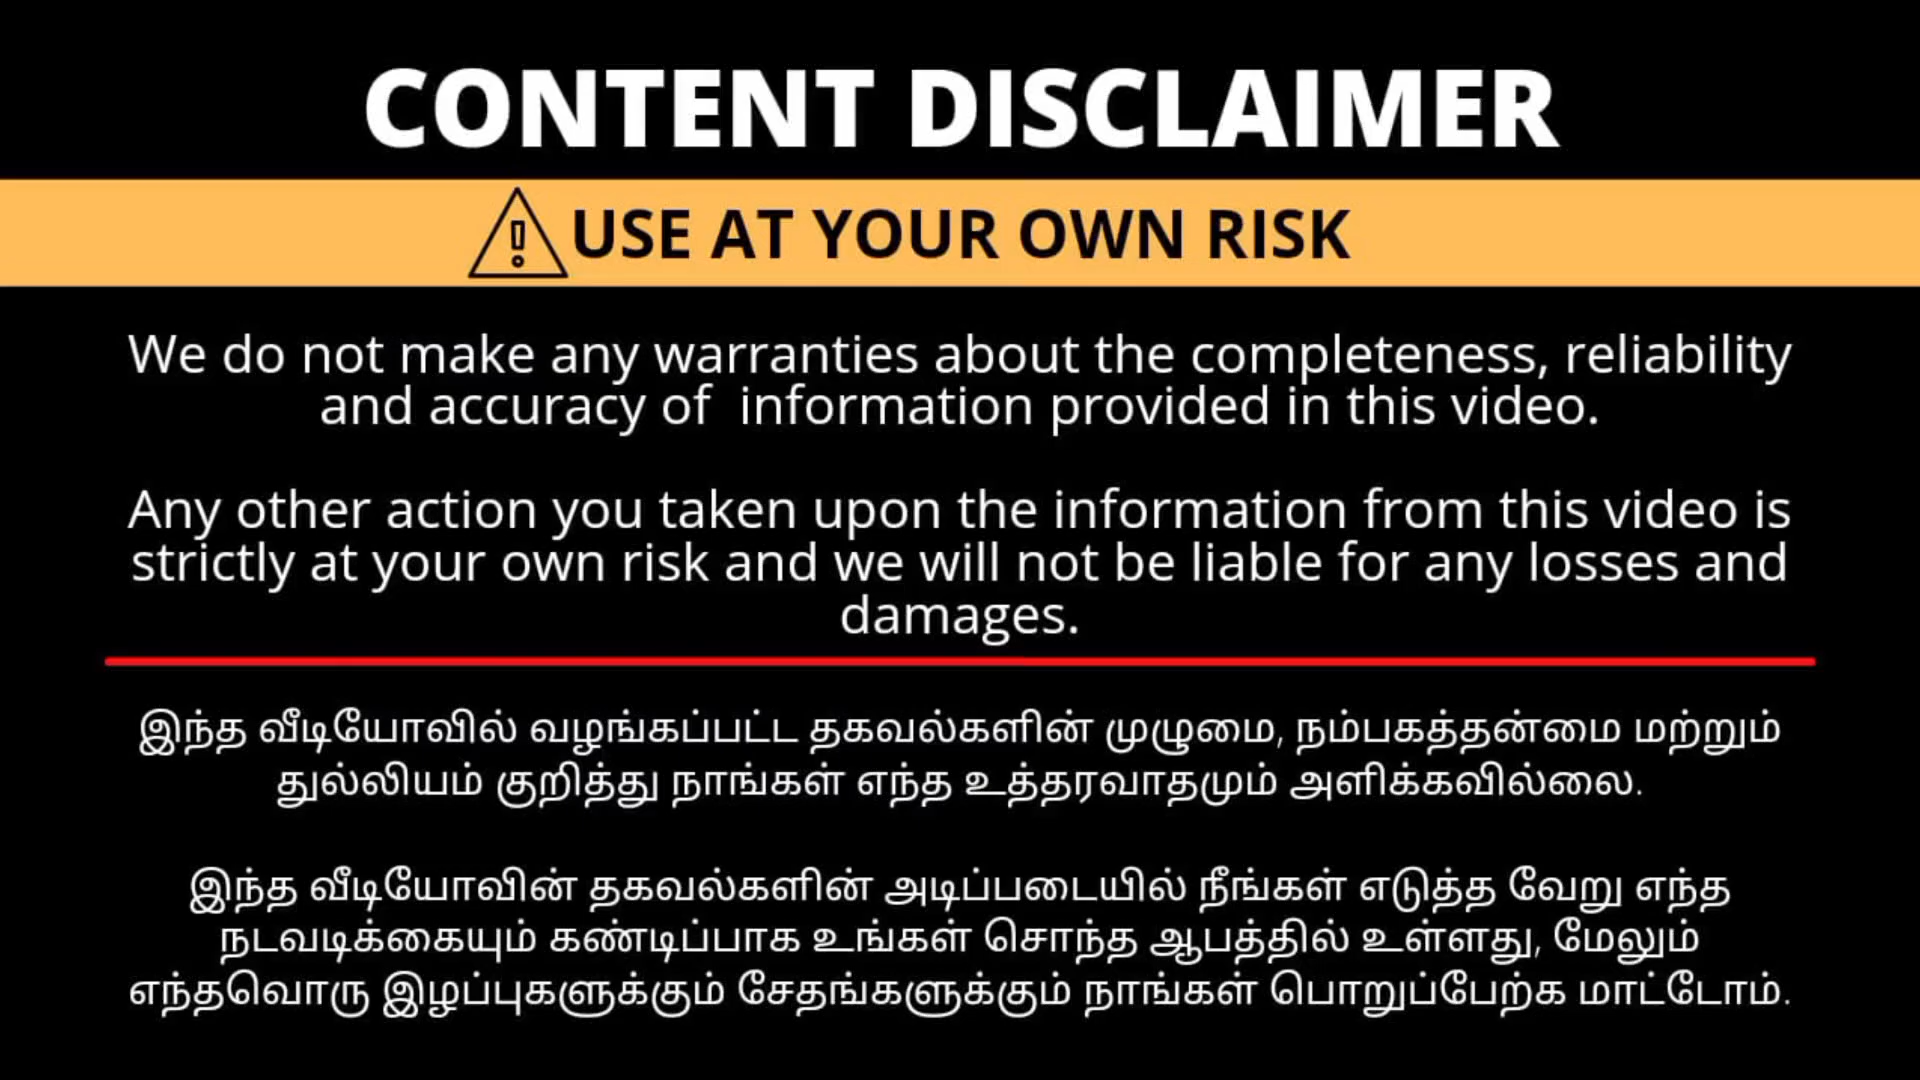 CONTENT DISCLAIMER
USE AT YOUR OWN RISK
We do not make any warranties about the completeness, reliability
and accuracy of  information provided in this video.
Any other action you taken upon the information from this video is
strictly at your own risk and we will not be liable for any losses and
damages.
இந்த வீடியோவில் வழங்கப்பட்ட தகவல்களின் முழுமை, நம்பகத்தன்மை மற்றும்
துல்லியம் குறித்து நாங்கள் எந்த உத்தரவாதமும் அளிக்கவில்லை.
இந்த வீடியோவின் தகவல்களின் அடிப்படையில் நீங்கள் எடுத்த வேறு எந்த
நடவடிக்கையும் கண்டிப்பாக உங்கள் சொந்த ஆபத்தில் உள்ளது, மேலும்
எந்தவொரு இழப்புகளுக்கும் சேதங்களுக்கும் நாங்கள் பொறுப்பேற்க மாட்டோம்.